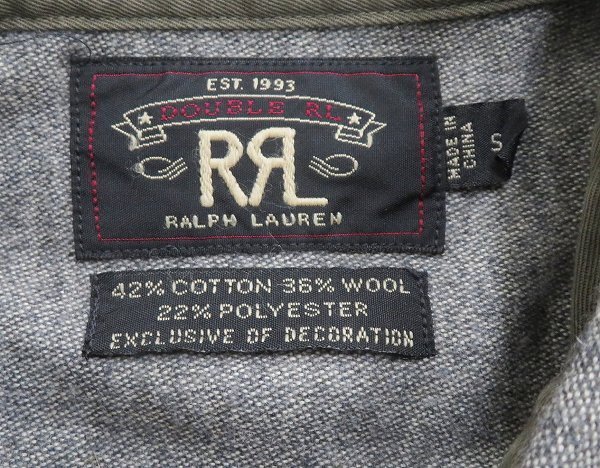 EST. 1993
DOUBLE RL
RRL
RALPH LAUREN
MADE IN
CHINA
S
42% COTTON 36% WOOL
22% POLYESTER
EXCLUSIVE OF DECORATION